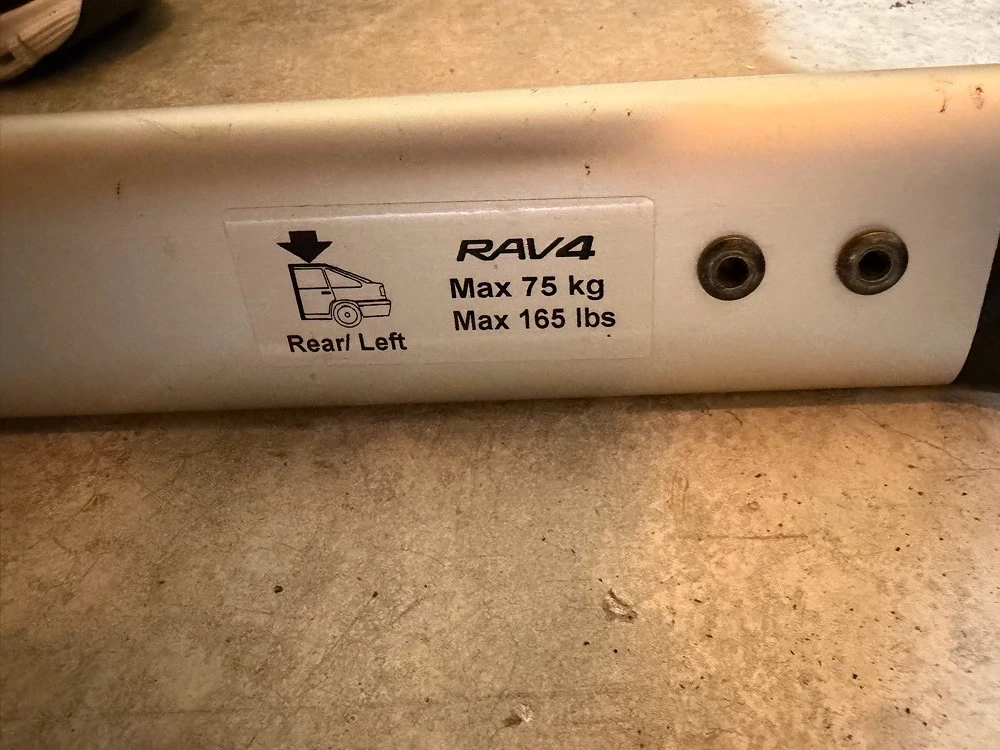 RAV4
Max 75 kg
Max 165 lbs
Rear/ Left